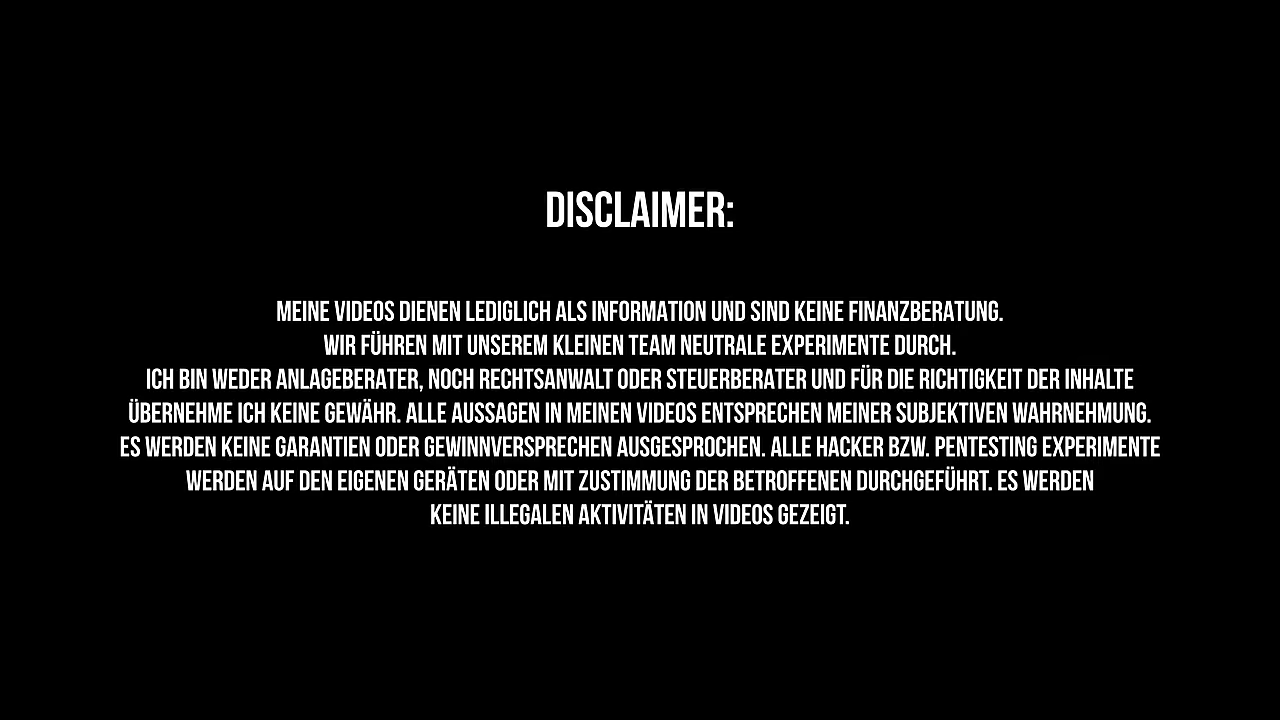 DISCLAIMER:
MEINE VIDEOS DIENEN LEDIGLICH ALS INFORMATION UND SIND KEINE FINANZBERATUNG.
WIR FÜHREN MIT UNSEREM KLEINEN TEAM NEUTRALE EXPERIMENTE DURCH.
ICH BIN WEDER ANLAGEBERATER, NOCH RECHTSANWALT ODER STEUERBERATER UND FÜR DIE RICHTIGKEIT DER INHALTE
ÜBERNEHME ICH KEINE GEWÄHR. ALLE AUSSAGEN IN MEINEN VIDEOS ENTSPRECHEN MEINER SUBJEKTIVEN WAHRNEHMUNG.
ES WERDEN KEINE GARANTIEN ODER GEWINNVERSPRECHEN AUSGESPROCHEN. ALLE HACKER BZW. PENTESTING EXPERIMENTE
WERDEN AUF DEN EIGENEN GERÄTEN ODER MIT ZUSTIMMUNG DER BETROFFENEN DURCHGEFÜHRT. ES WERDEN
KEINE ILLEGALEN AKTIVITÄTEN IN VIDEOS GEZEIGT.